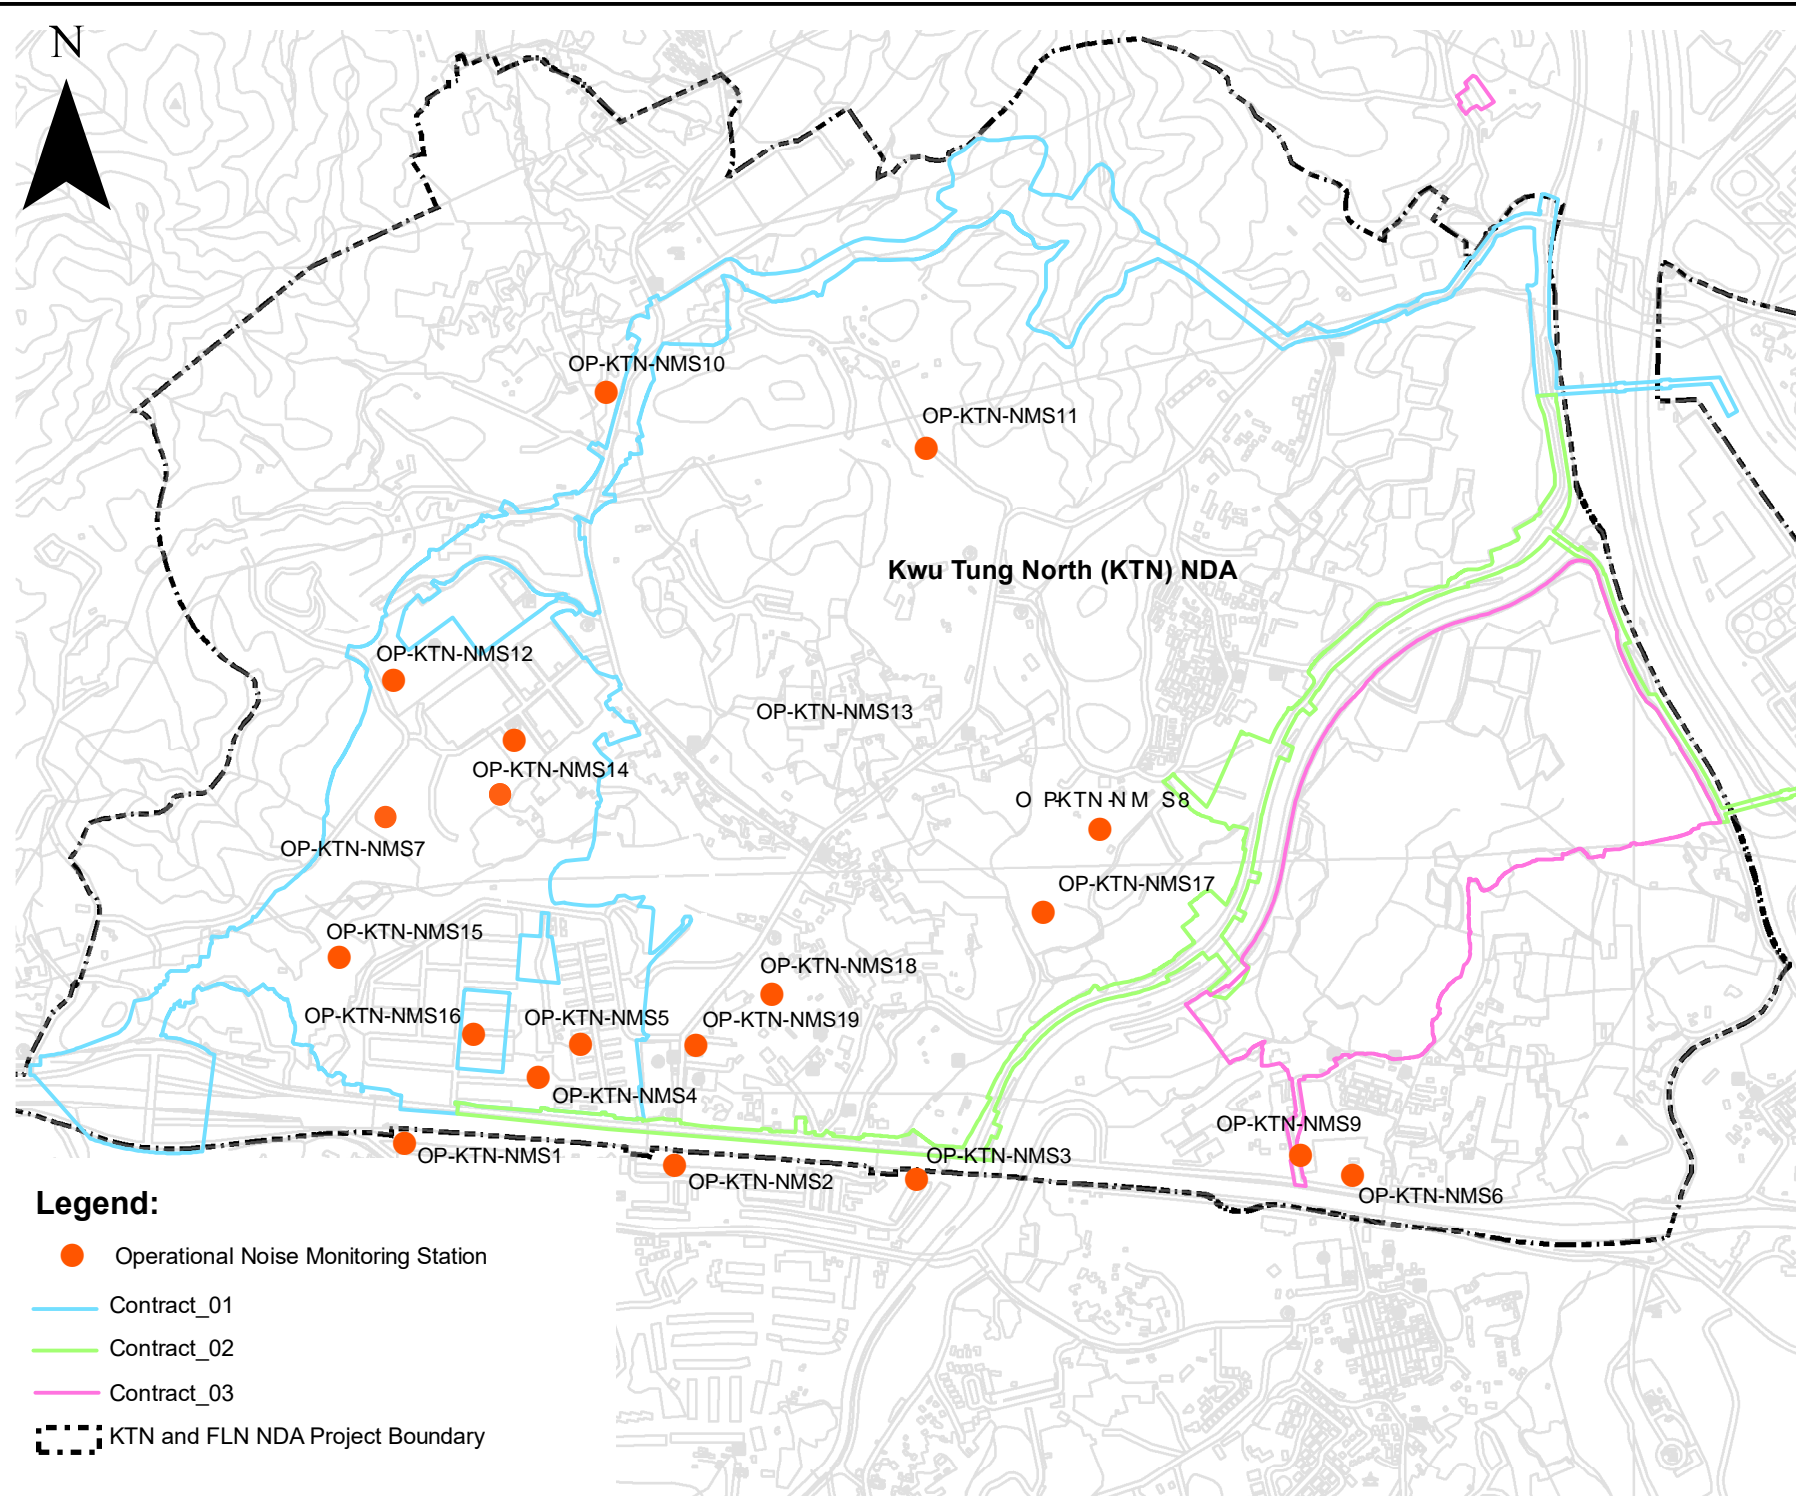 N
OP-KTN-NMS10
OP-KTN-NMS11
Kwu Tung North (KTN) NDA
OP-KTN-NMS12
OP-KTN-NMS13
OP-KTN-NMS14
OP-KTN-NMS8
OP-KTN-NMS7
OP-KTN-NMS17
OP-KTN-NMS15
OP-KTN-NMS18
OP-KTN-NMS16
OP-KTN-NMS5
OP-KTN-NMS19
OP-KTN-NMS4
OP-KTN-NMS9
OP-KTN-NMS1
OP-KTN-NMS3
OP-KTN-NMS2
OP-KTN-NMS6
Legend:
Operational Noise Monitoring Station
Contract_01
Contract_02
Contract_03
KTN and FLN NDA Project Boundary